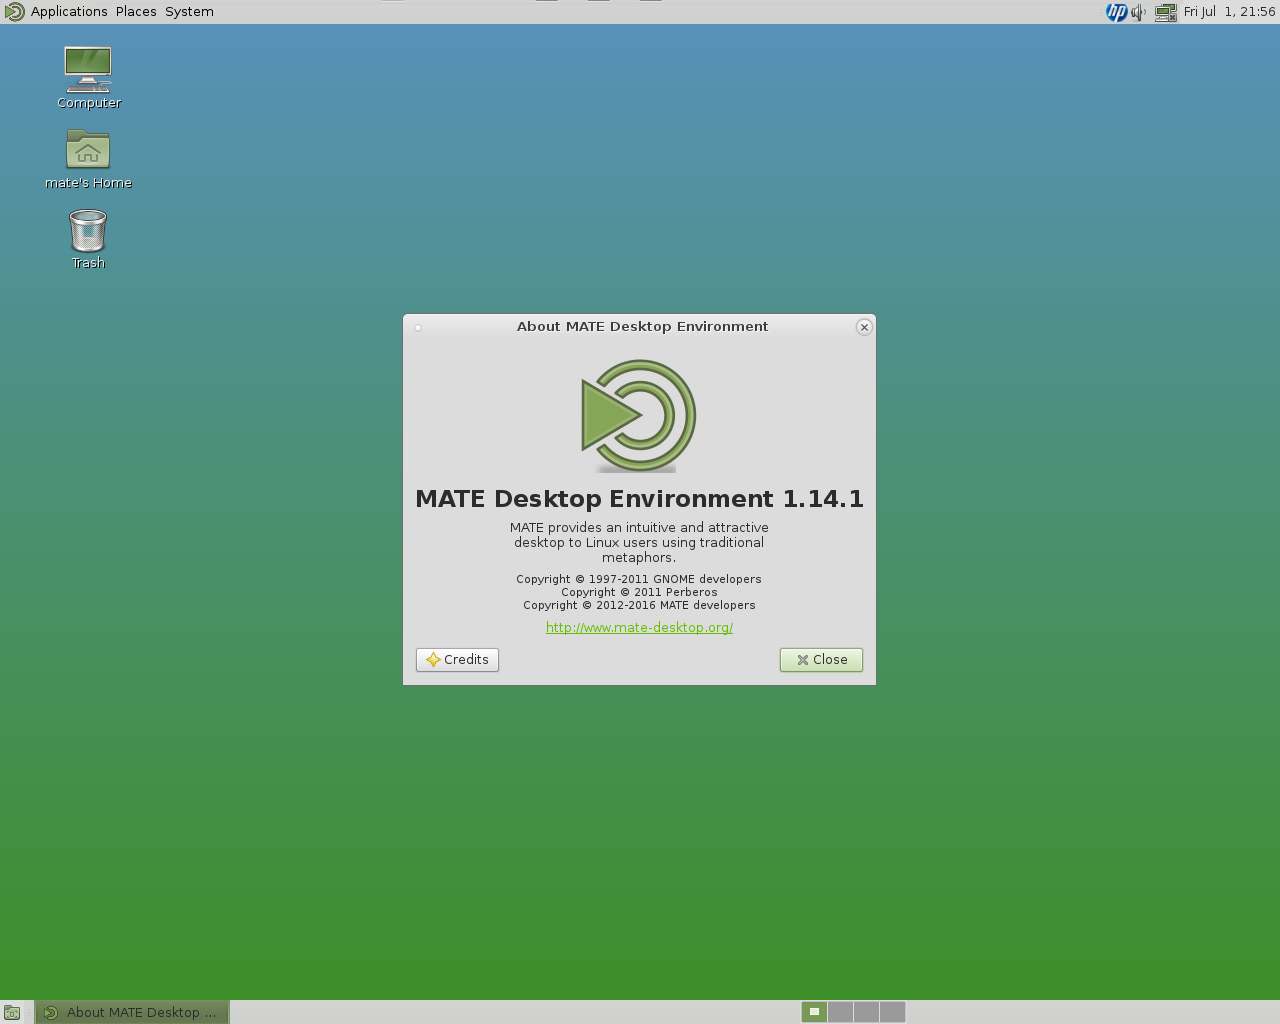 Applications Places System
hp
Fri Jul 1, 21:56
Computer
mate's Home
Trash
About MATE Desktop Environment
MATE Desktop Environment 1.14.1
MATE provides an intuitive and attractive
desktop to Linux users using traditional
metaphors.
Copyright © 1997-2011 GNOME developers
Copyright © 2011 Perberos
Copyright © 2012-2016 MATE developers
http://www.mate-desktop.org/
Credits
Close
About MATE Desktop ...